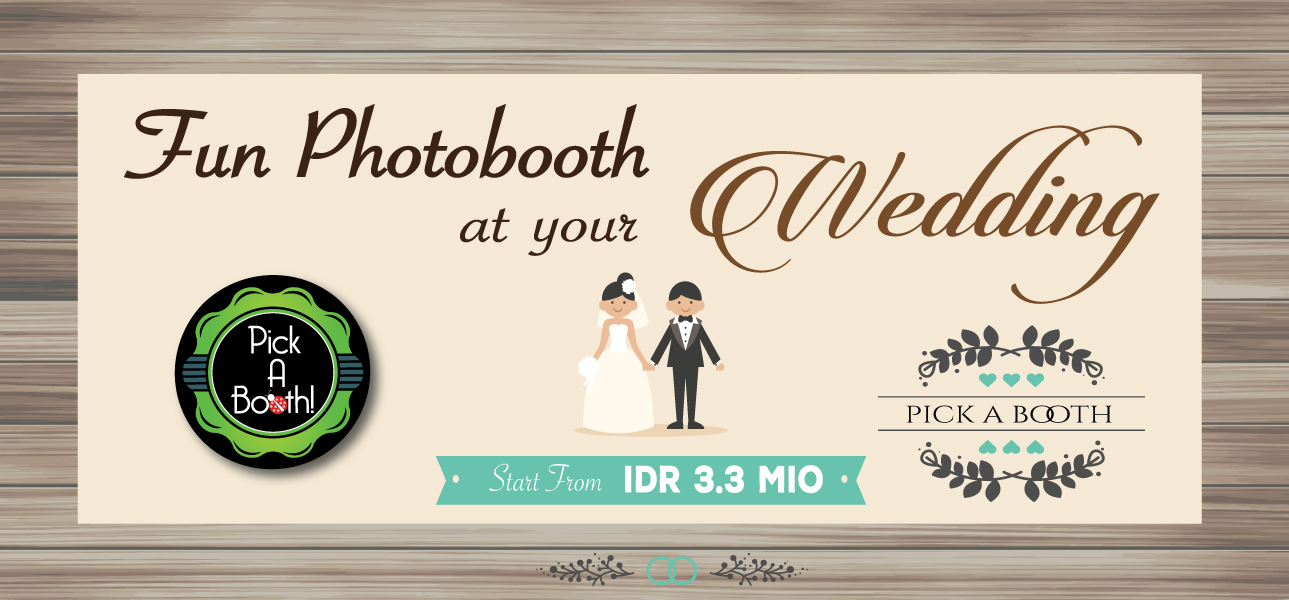 Fun Photobooth
at your
Wedding
Pick
A
Booth!
PICK A BOOTH
Start From IDR 3.3 MIO